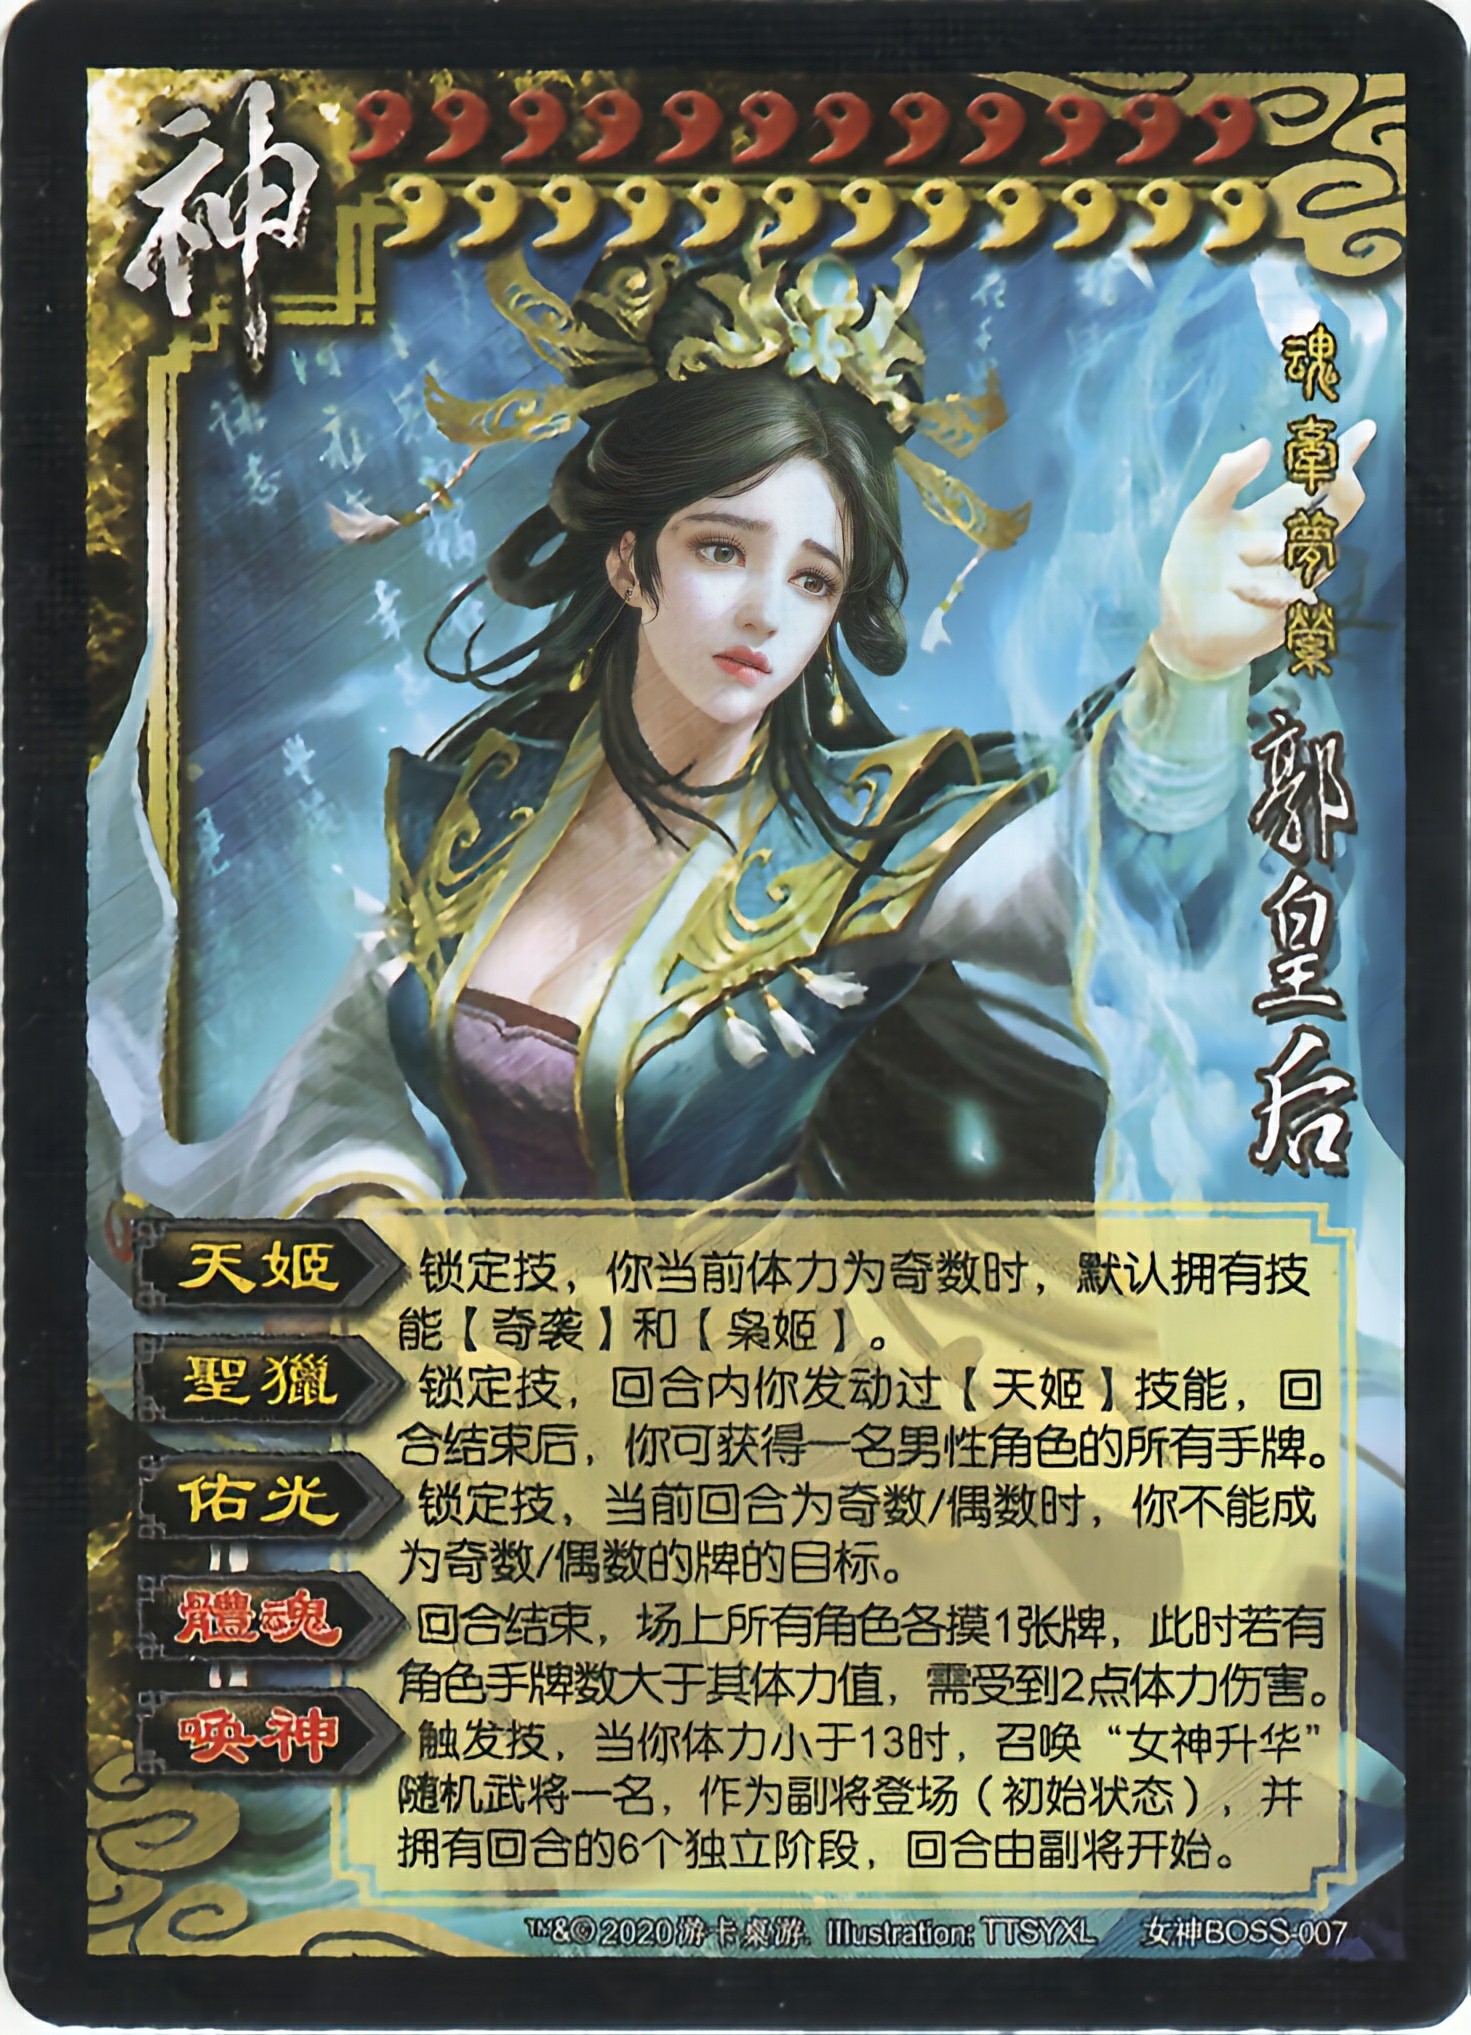 神
魂牽夢縈
郭皇后
天姬
锁定技，你当前体力为奇数时，默认拥有技
能【奇袭】和【枭姬】。
聖獵
锁定技，回合内你发动过【天姬】技能，回
合结束后，你可获得一名男性角色的所有手牌。
佑光
锁定技，当前回合为奇数/偶数时，你不能成
为奇数/偶数的牌的目标。
體魂
回合结束，场上所有角色各摸1张牌，此时若有
角色手牌数大于其体力值，需受到2点体力伤害。
唤神
触发技，当你体力小于13时，召唤“女神升华”
随机武将一名，作为副将登场（初始状态），并
拥有回合的6个独立阶段，回合由副将开始。
™&©2020游卡桌游. Illustration: TTSYXL 女神BOSS-007